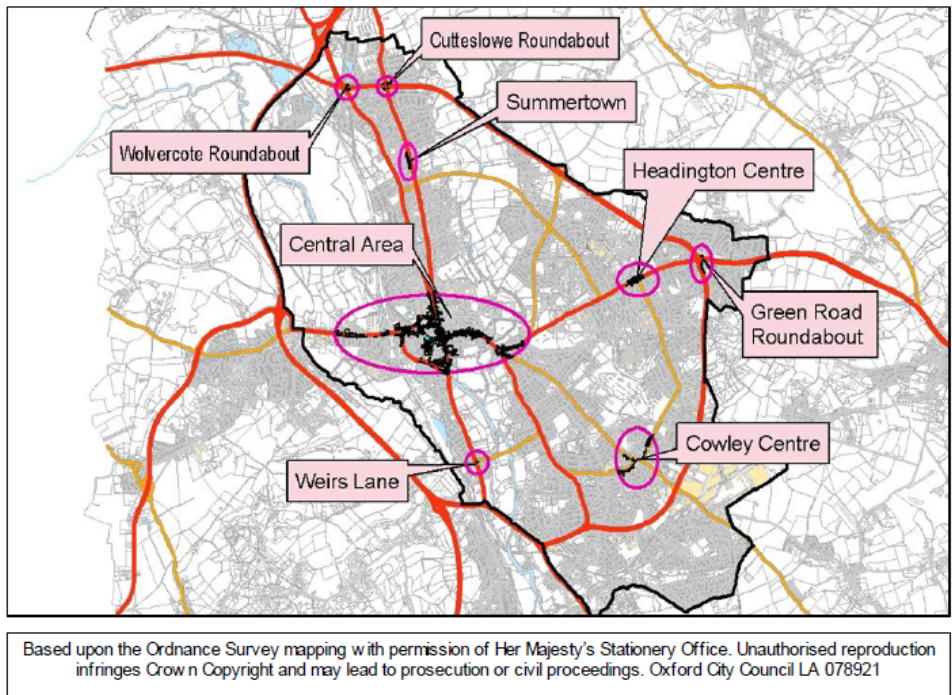 Cutteslowe Roundabout
Summertown
Wolvercote Roundabout
Headington Centre
Central Area
Green Road
Roundabout
Cowley Centre
Weirs Lane
Based upon the Ordnance Survey mapping with permission of Her Majesty's Stationery Office. Unauthorised reproduction
infringes Crown Copyright and may lead to prosecution or civil proceedings. Oxford City Council LA 078921